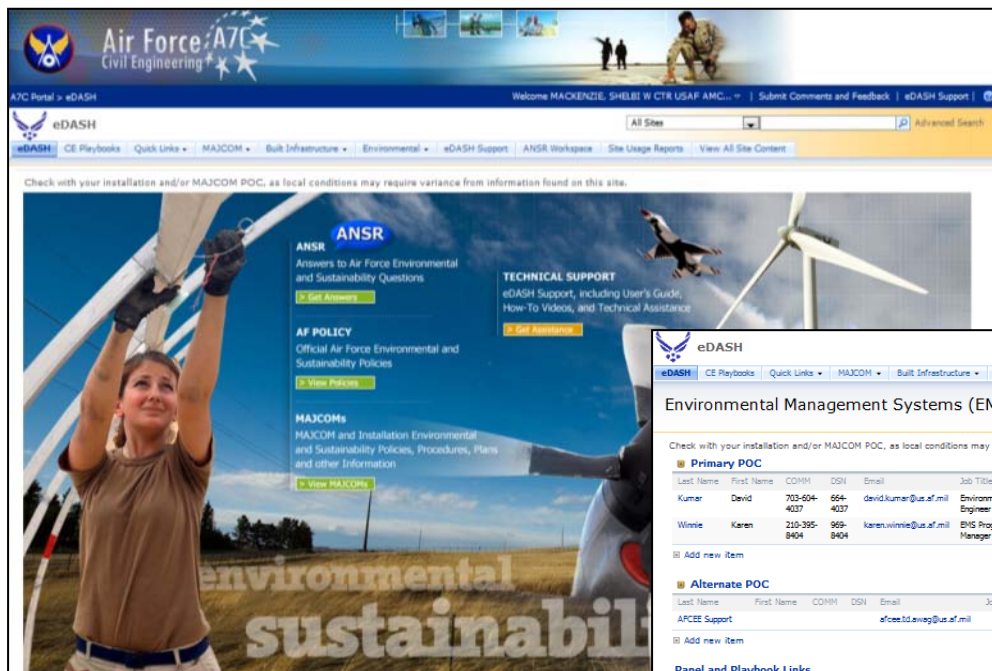 Air Force A7C
Civil Engineering
A7C Portal > eDASH
Welcome MACKENZIE, SHELBI W CTR USAF AMC... | Submit Comments and Feedback | eDASH Support |
eDASH
All Sites
Advanced Search
eDASH CE Playbooks Quick Links MAJCOM Built Infrastructure Environmental eDASH Support ANSR Workspace Site Usage Reports View All Site Content
Check with your installation and/or MAJCOM POC, as local conditions may require variance from information found on this site.
ANSR
ANSR
Answers to Air Force Environmental
and Sustainability Questions
> Get Answers
AF POLICY
Official Air Force Environmental and
Sustainability Policies
> View Policies
MAJCOMs
MAJCOM and Installation Environmental
and Sustainability Policies, Procedures, Plans
and other Information
> View MAJCOMs
TECHNICAL SUPPORT
eDASH Support, including User's Guide,
How-To Videos, and Technical Assistance
> Get Assistance
environmental
sustainabil
eDASH
eDASH CE Playbooks Quick Links MAJCOM Built Infrastructure
Environmental Management Systems (EM
Check with your installation and/or MAJCOM POC, as local conditions may
Primary POC
Last Name First Name COMM DSN Email Job Title
Kumar David 703-604- 664- david.kumar@us.af.mil Environm
4037 4037 Engineer
Winnie Karen 210-395- 969- karen.winnie@us.af.mil EMS Prog
8404 8404 Manager
Add new item
Alternate POC
Last Name First Name COMM DSN Email Jo
AFCEE Support afcee.td.awag@us.af.mil
Add new item
Panel and Playbook Links